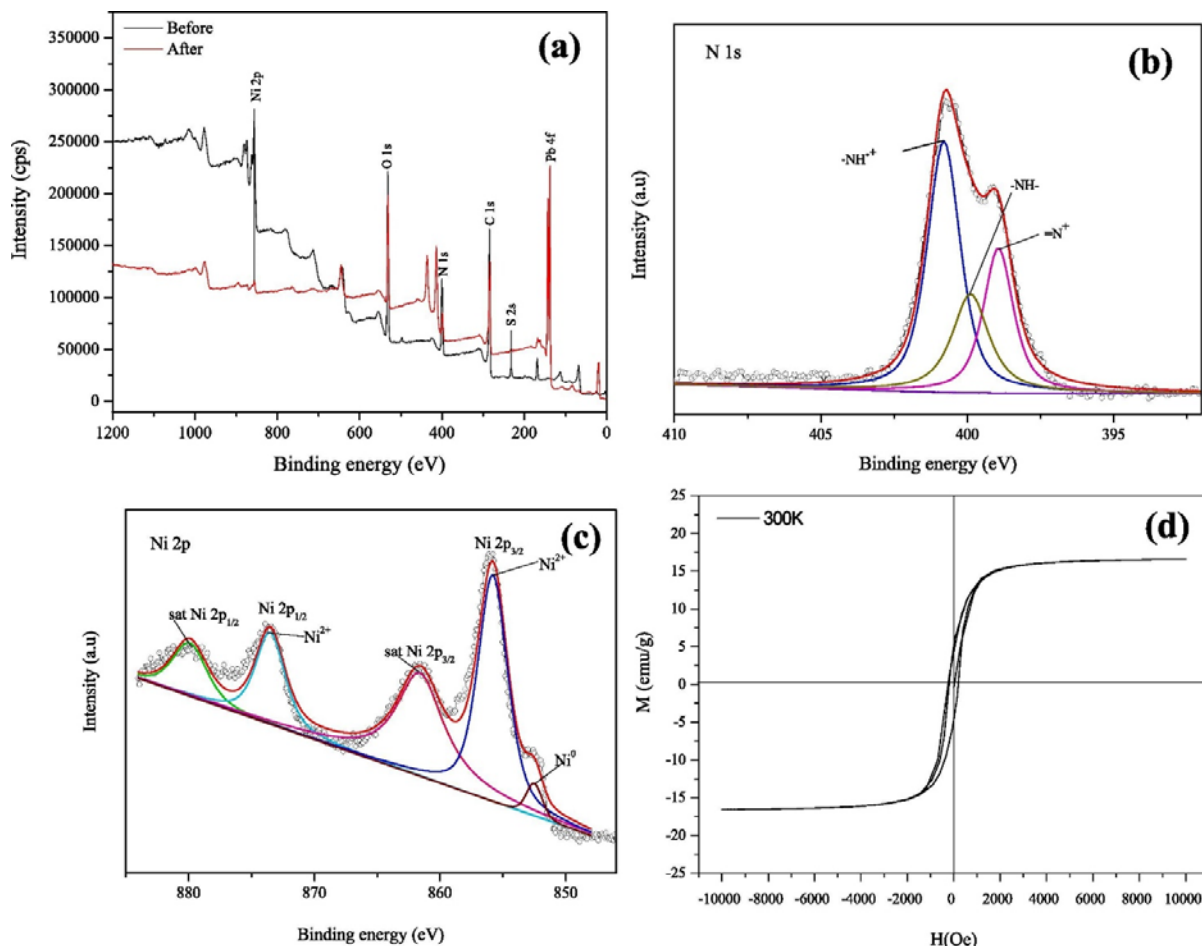 Before
After
(a)
Ni 2p
O 1s
N 1s
C 1s
S 2s
Pb 4f
350000
300000
250000
200000
150000
100000
50000
0
Intensity (cps)
1200 1000 800 600 400 200 0
Binding energy (eV)
N 1s
(b)
-NH·+
-NH-
=N+
Intensity (a.u)
410 405 400 395
Binding energy (eV)
Ni 2p
(c)
sat Ni 2p1/2
Ni 2p1/2
Ni2+
sat Ni 2p3/2
Ni 2p3/2
Ni2+
Ni0
Intensity (a.u)
880 870 860 850
Binding energy (eV)
300K
(d)
25
20
15
10
5
0
-5
-10
-15
-20
-25
M (emu/g)
-10000 -8000 -6000 -4000 -2000 0 2000 4000 6000 8000 10000
H(Oe)